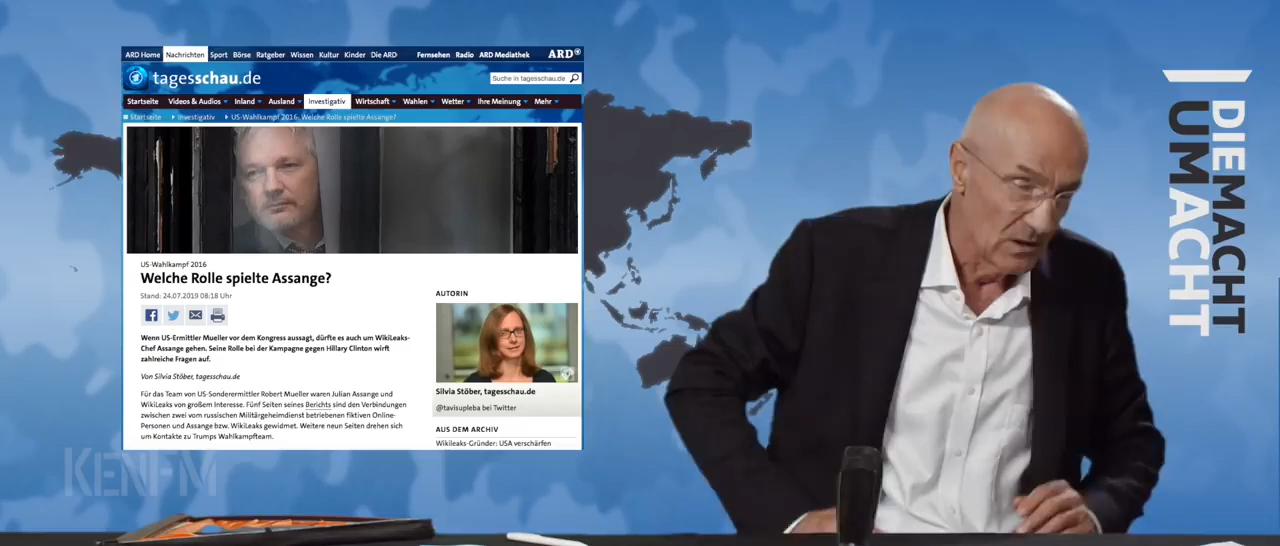 ARD Home Nachrichten Sport Börse Ratgeber Wissen Kultur Kinder Die ARD Fernsehen Radio ARD Mediathek ARD
tagesschau.de
Suche in tagesschau.de
Startseite Videos & Audios Inland Ausland Investigativ Wirtschaft Wahlen Wetter Ihre Meinung Mehr
Startseite Investigativ US-Wahlkampf 2016: Welche Rolle spielte Assange?
US-Wahlkampf 2016
Welche Rolle spielte Assange?
Stand: 24.07.2019 08:18 Uhr
Wenn US-Ermittler Mueller vor dem Kongress aussagt, dürfte es auch um WikiLeaks-
Chef Assange gehen. Seine Rolle bei der Kampagne gegen Hillary Clinton wirft
zahlreiche Fragen auf.
Von Silvia Stöber, tagesschau.de
Für das Team von US-Sonderermittler Robert Mueller waren Julian Assange und
WikiLeaks von großem Interesse. Fünf Seiten seines Berichts sind den Verbindungen
zwischen zwei vom russischen Militärgeheimdienst betriebenen fiktiven Online-
Personen und Assange bzw. WikiLeaks gewidmet. Weitere neun Seiten drehen sich
um Kontakte zu Trumps Wahlkampfteam.
AUTORIN
Silvia Stöber, tagesschau.de
@tavisupleba bei Twitter
AUS DEM ARCHIV
Wikileaks-Gründer: USA verschärfen
KENFM
DIE MACHT
UM ACHT